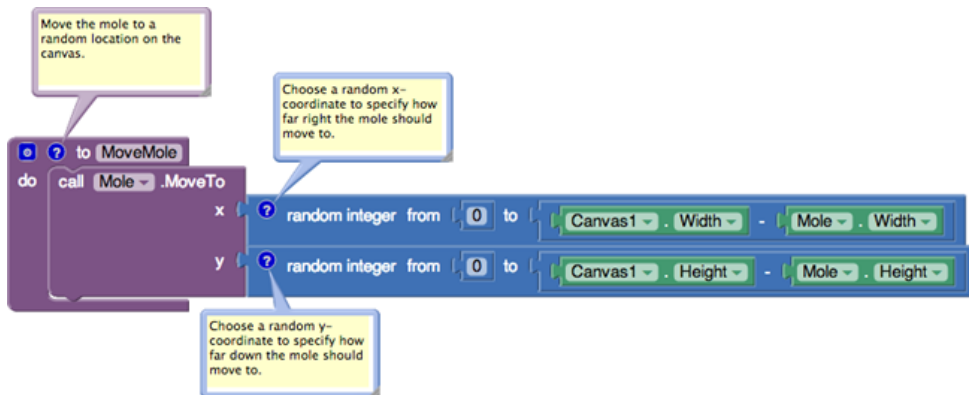 Move the mole to a
random location on the
canvas.
Choose a random x-
coordinate to specify how
far right the mole should
move to.
? to MoveMole
do call Mole .MoveTo
x ? random integer from 0 to Canvas1 . Width - Mole . Width
y ? random integer from 0 to Canvas1 . Height - Mole . Height
Choose a random y-
coordinate to specify how
far down the mole should
move to.